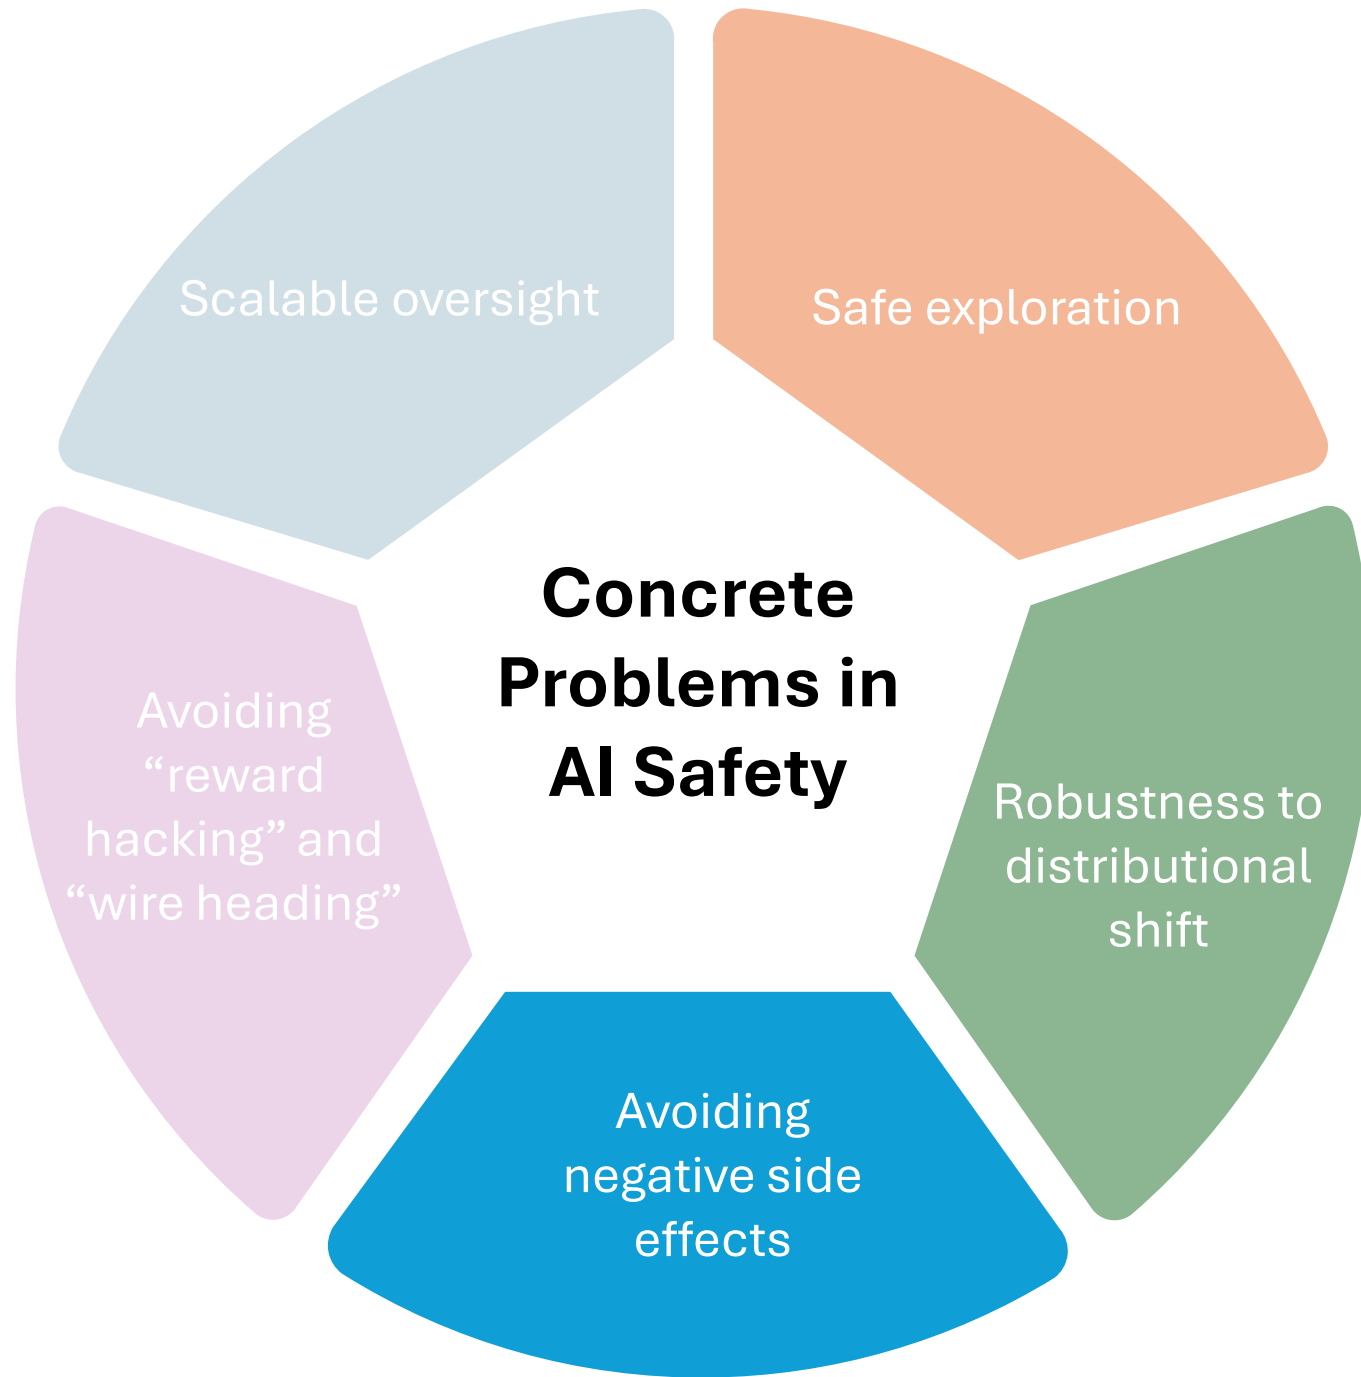 Scalable oversight
Safe exploration
Concrete
Problems in
AI Safety
Avoiding
“reward
hacking” and
“wire heading”
Robustness to
distributional
shift
Avoiding
negative side
effects